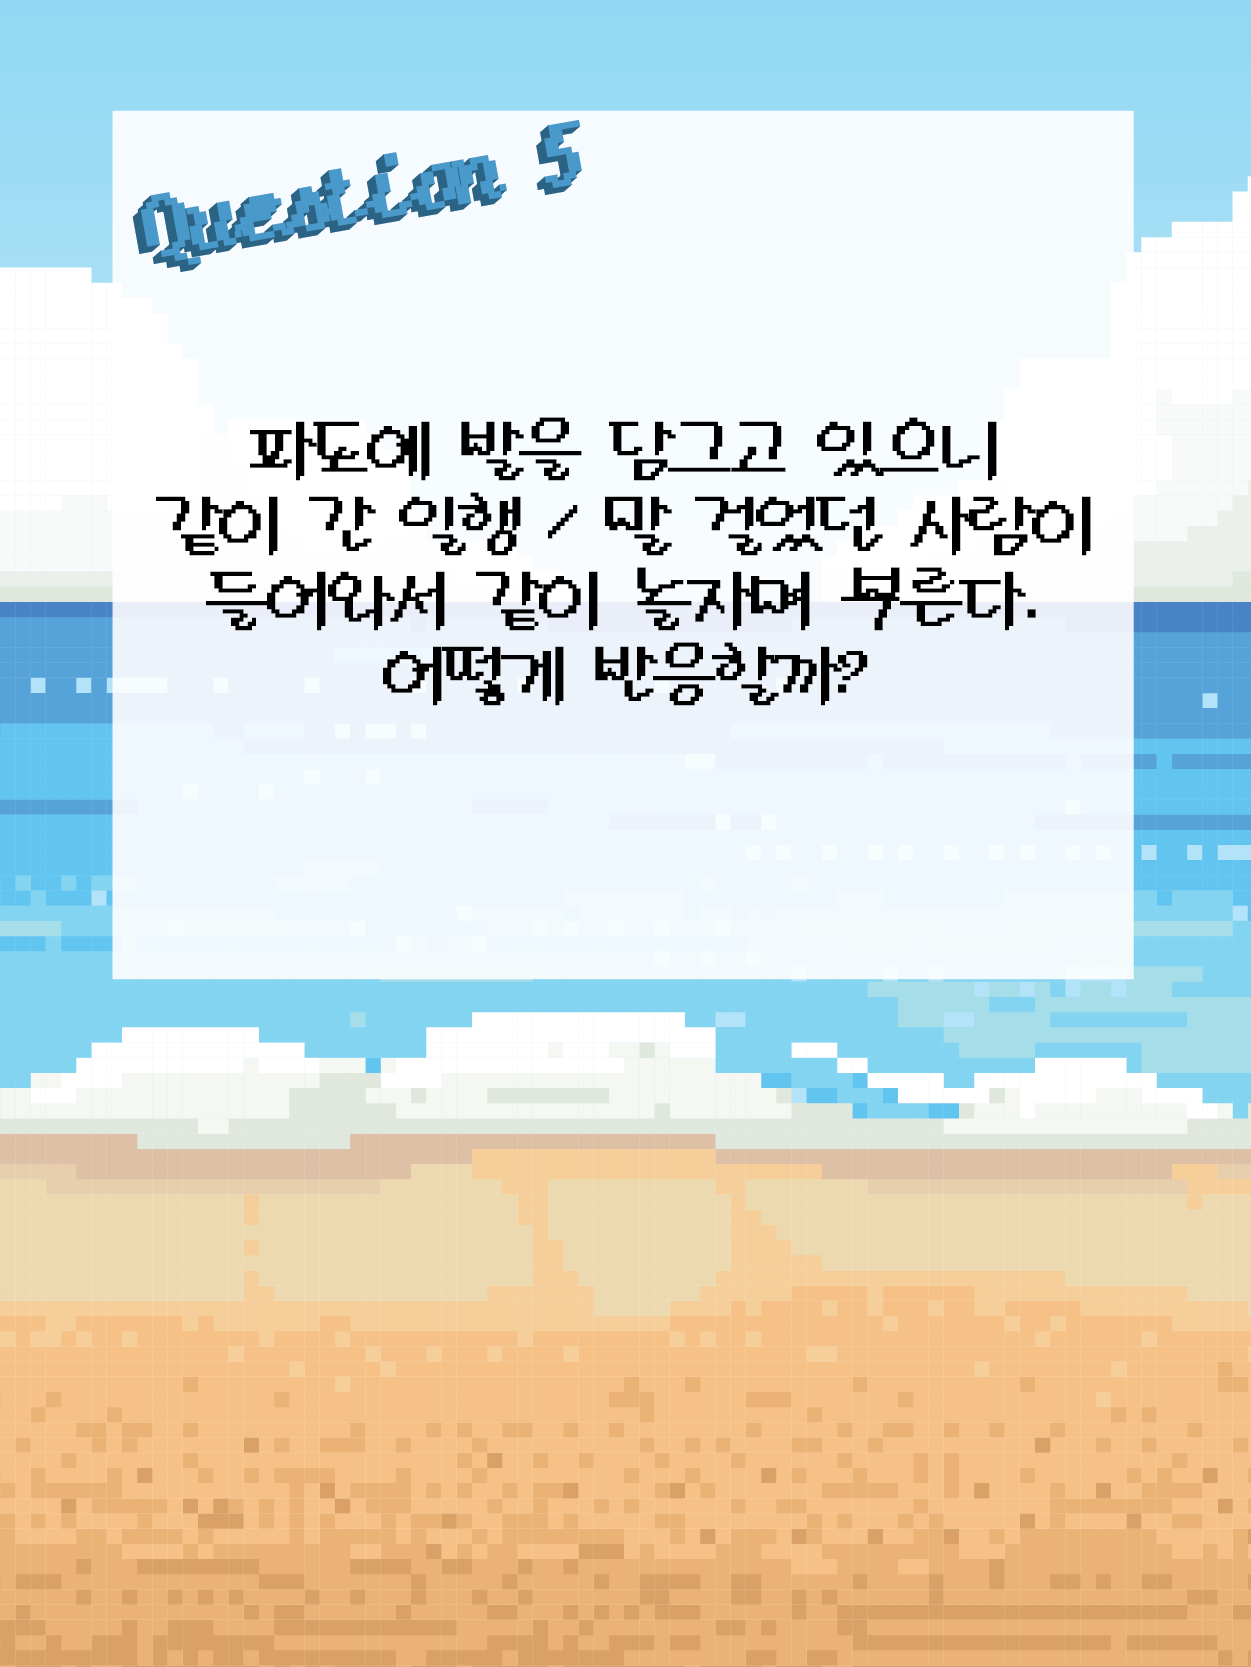 Question 5
파도에 발을 담그고 있으니
같이 간 일행 / 말 걸었던 사람이
들어와서 같이 놀자며 부른다.
어떻게 반응할까?